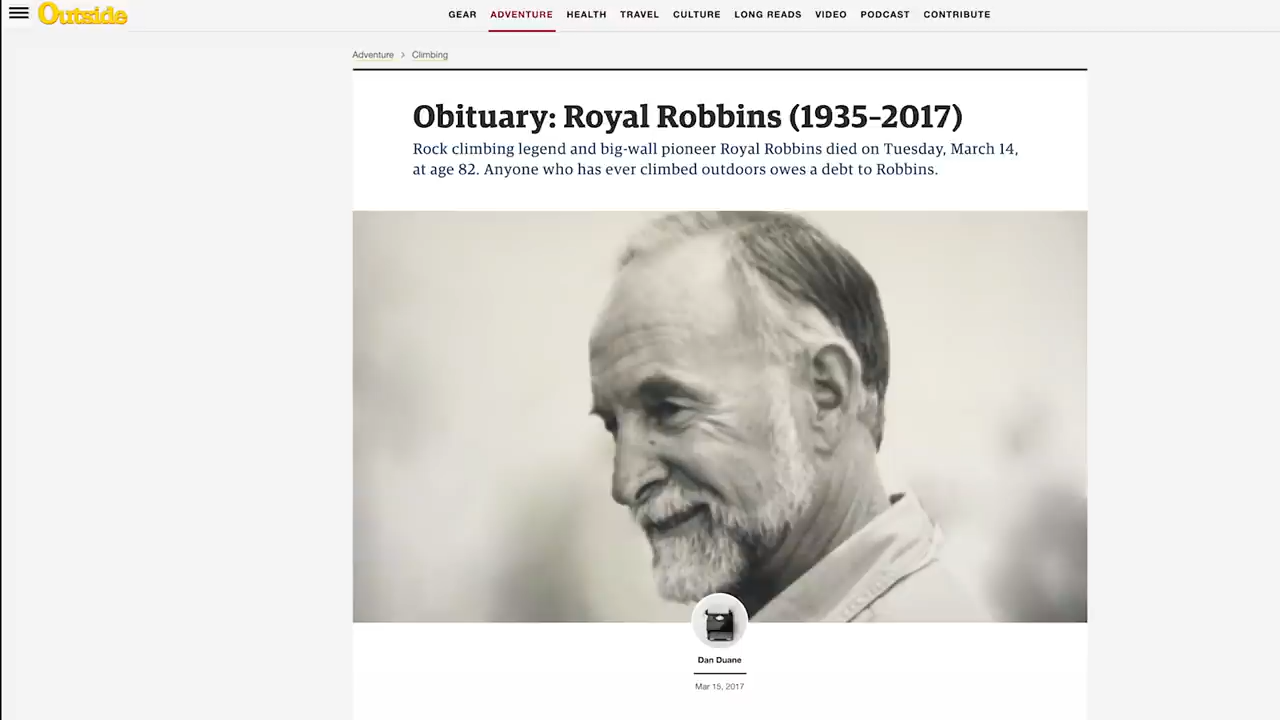 Outside
GEAR ADVENTURE HEALTH TRAVEL CULTURE LONG READS VIDEO PODCAST CONTRIBUTE
Adventure > Climbing
Obituary: Royal Robbins (1935–2017)
Rock climbing legend and big-wall pioneer Royal Robbins died on Tuesday, March 14,
at age 82. Anyone who has ever climbed outdoors owes a debt to Robbins.
Dan Duane
Mar 15, 2017